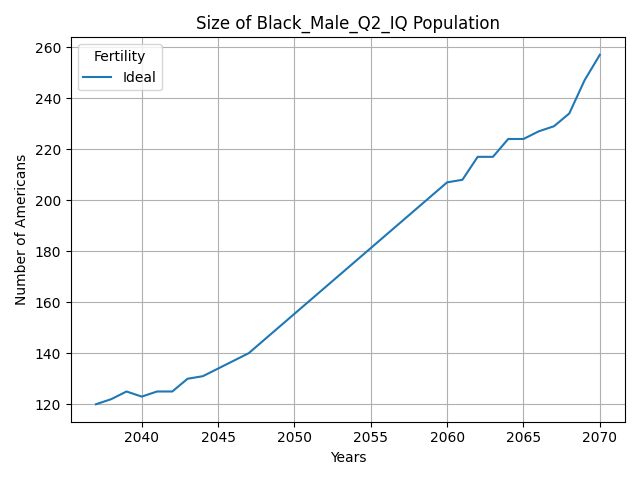 Size of Black_Male_Q2_IQ Population
Fertility
Ideal
Number of Americans
260
240
220
200
180
160
140
120
2040 2045 2050 2055 2060 2065 2070
Years